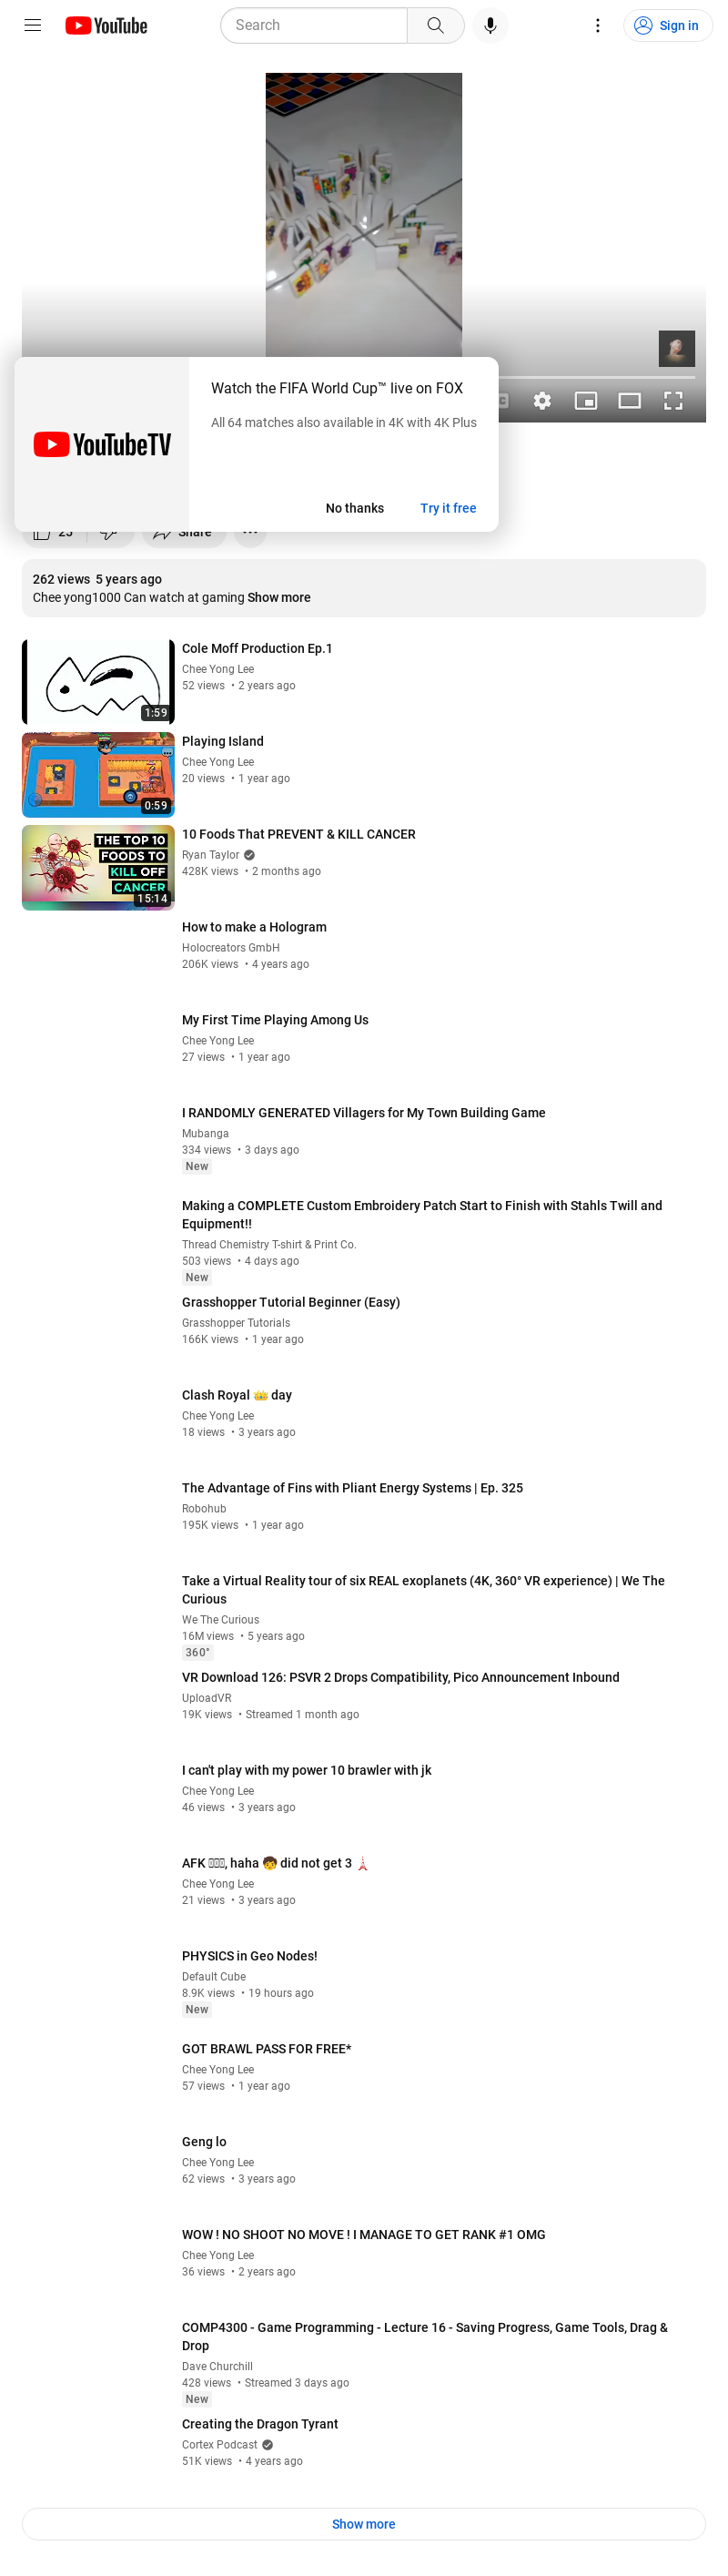 YouTube
Search
Sign in
Watch the FIFA World Cup™ live on FOX
All 64 matches also available in 4K with 4K Plus
YouTubeTV
No thanks
Try it free
25
Share
262 views 5 years ago
Chee yong1000 Can watch at gaming Show more
Cole Moff Production Ep.1
Chee Yong Lee
52 views • 2 years ago
1:59
Playing Island
Chee Yong Lee
20 views • 1 year ago
0:59
10 Foods That PREVENT & KILL CANCER
Ryan Taylor
428K views • 2 months ago
THE TOP 10
FOODS TO
KILL OFF
CANCER
15:14
How to make a Hologram
Holocreators GmbH
206K views • 4 years ago
My First Time Playing Among Us
Chee Yong Lee
27 views • 1 year ago
I RANDOMLY GENERATED Villagers for My Town Building Game
Mubanga
334 views • 3 days ago
New
Making a COMPLETE Custom Embroidery Patch Start to Finish with Stahls Twill and
Equipment!!
Thread Chemistry T-shirt & Print Co.
503 views • 4 days ago
New
Grasshopper Tutorial Beginner (Easy)
Grasshopper Tutorials
166K views • 1 year ago
Clash Royal 👑 day
Chee Yong Lee
18 views • 3 years ago
The Advantage of Fins with Pliant Energy Systems | Ep. 325
Robohub
195K views • 1 year ago
Take a Virtual Reality tour of six REAL exoplanets (4K, 360° VR experience) | We The
Curious
We The Curious
16M views • 5 years ago
360°
VR Download 126: PSVR 2 Drops Compatibility, Pico Announcement Inbound
UploadVR
19K views • Streamed 1 month ago
I can't play with my power 10 brawler with jk
Chee Yong Lee
46 views • 3 years ago
AFK, haha 🧒 did not get 3 🗼
Chee Yong Lee
21 views • 3 years ago
PHYSICS in Geo Nodes!
Default Cube
8.9K views • 19 hours ago
New
GOT BRAWL PASS FOR FREE*
Chee Yong Lee
57 views • 1 year ago
Geng lo
Chee Yong Lee
62 views • 3 years ago
WOW ! NO SHOOT NO MOVE ! I MANAGE TO GET RANK #1 OMG
Chee Yong Lee
36 views • 2 years ago
COMP4300 - Game Programming - Lecture 16 - Saving Progress, Game Tools, Drag &
Drop
Dave Churchill
428 views • Streamed 3 days ago
New
Creating the Dragon Tyrant
Cortex Podcast
51K views • 4 years ago
Show more